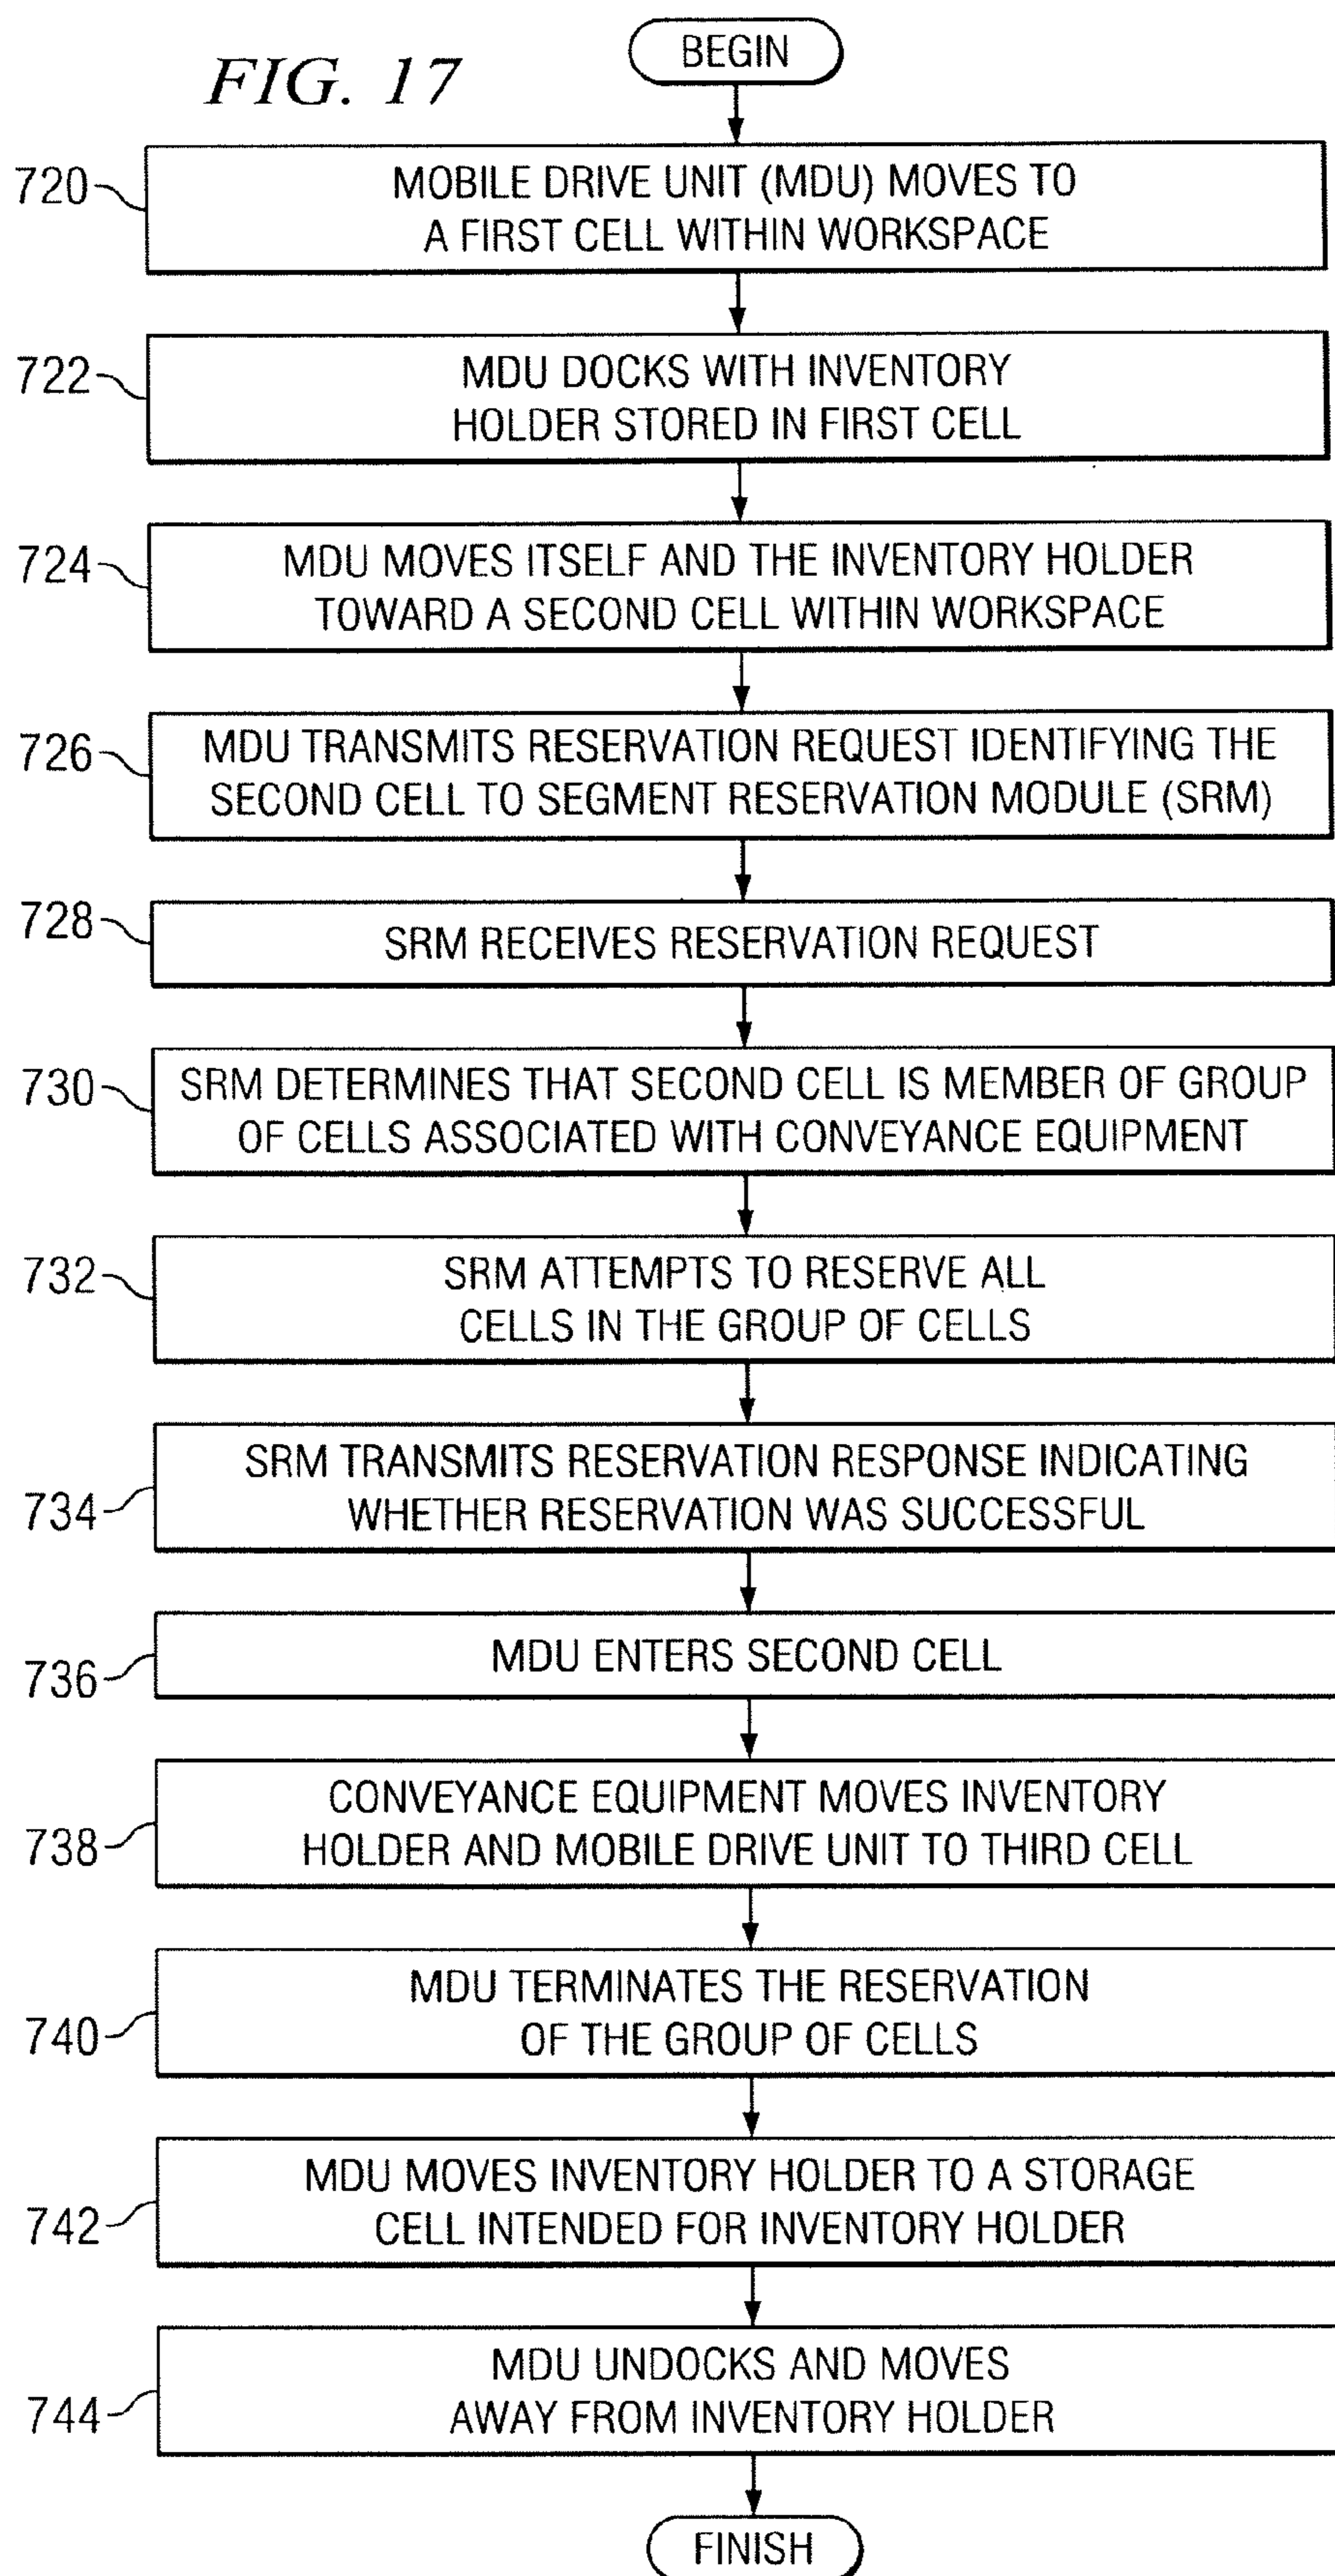 FIG. 17
BEGIN
720
MOBILE DRIVE UNIT (MDU) MOVES TO
A FIRST CELL WITHIN WORKSPACE
722
MDU DOCKS WITH INVENTORY
HOLDER STORED IN FIRST CELL
724
MDU MOVES ITSELF AND THE INVENTORY HOLDER
TOWARD A SECOND CELL WITHIN WORKSPACE
726
MDU TRANSMITS RESERVATION REQUEST IDENTIFYING THE
SECOND CELL TO SEGMENT RESERVATION MODULE (SRM)
728
SRM RECEIVES RESERVATION REQUEST
730
SRM DETERMINES THAT SECOND CELL IS MEMBER OF GROUP
OF CELLS ASSOCIATED WITH CONVEYANCE EQUIPMENT
732
SRM ATTEMPTS TO RESERVE ALL
CELLS IN THE GROUP OF CELLS
734
SRM TRANSMITS RESERVATION RESPONSE INDICATING
WHETHER RESERVATION WAS SUCCESSFUL
736
MDU ENTERS SECOND CELL
738
CONVEYANCE EQUIPMENT MOVES INVENTORY
HOLDER AND MOBILE DRIVE UNIT TO THIRD CELL
740
MDU TERMINATES THE RESERVATION
OF THE GROUP OF CELLS
742
MDU MOVES INVENTORY HOLDER TO A STORAGE
CELL INTENDED FOR INVENTORY HOLDER
744
MDU UNDOCKS AND MOVES
AWAY FROM INVENTORY HOLDER
FINISH